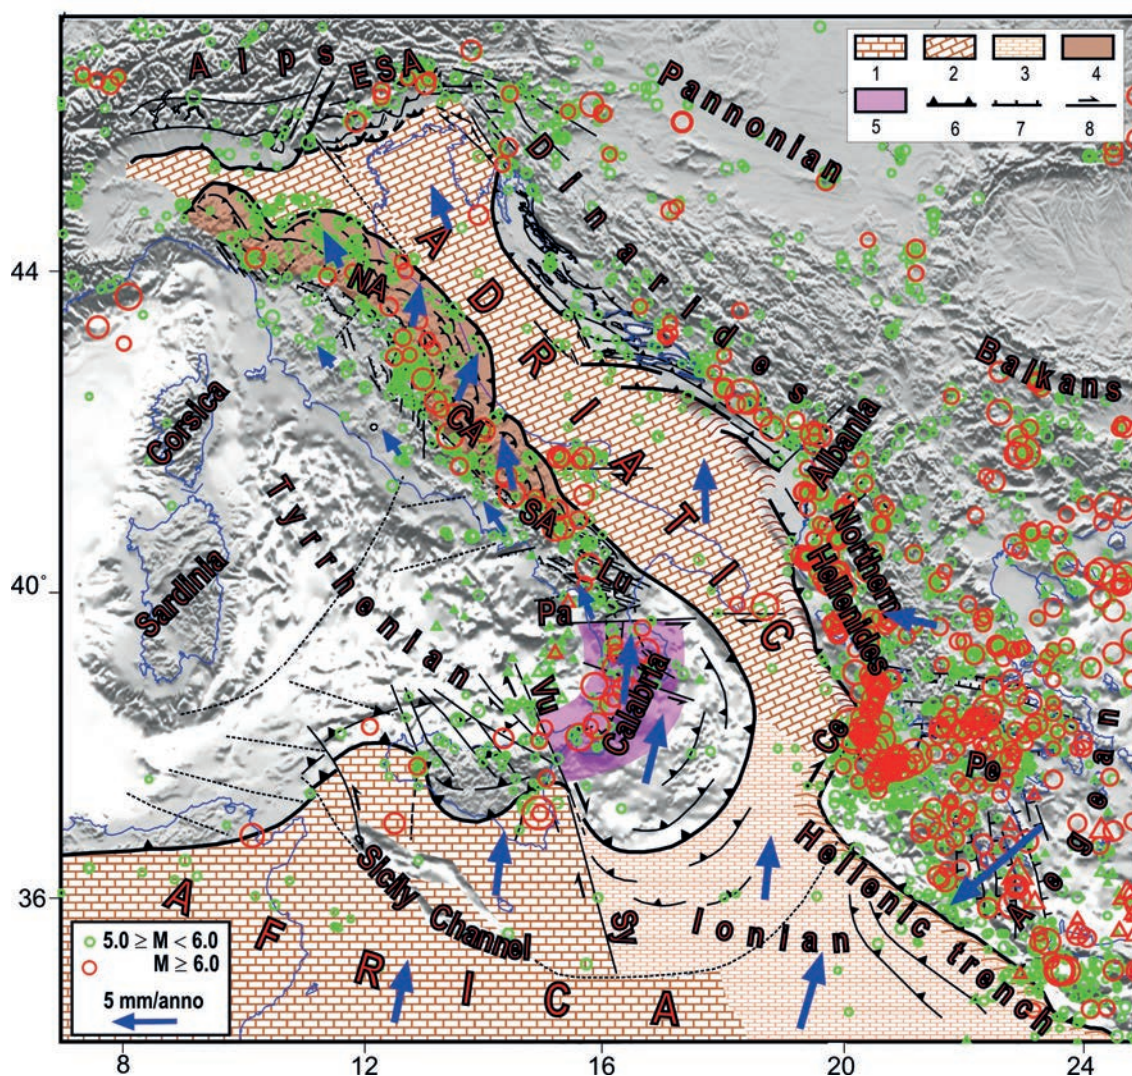 Alps
ESA
Pannonian
1 2 3 4
5 6 7 8
Dinarides
ADRIATIC
44
NA
CA
SA
Balkans
Corsica
Albania
Tyrrhenian
Sardinia
Northern
Hellenides
40°
Lu
Pa
Vu
Calabria
Ce
Pe
Aegean
Hellenic trench
Sicily Channel
Sy
Ionian
36
AFRICA
5.0 ≥ M < 6.0
M ≥ 6.0
5 mm/anno
8 12 16 20 24